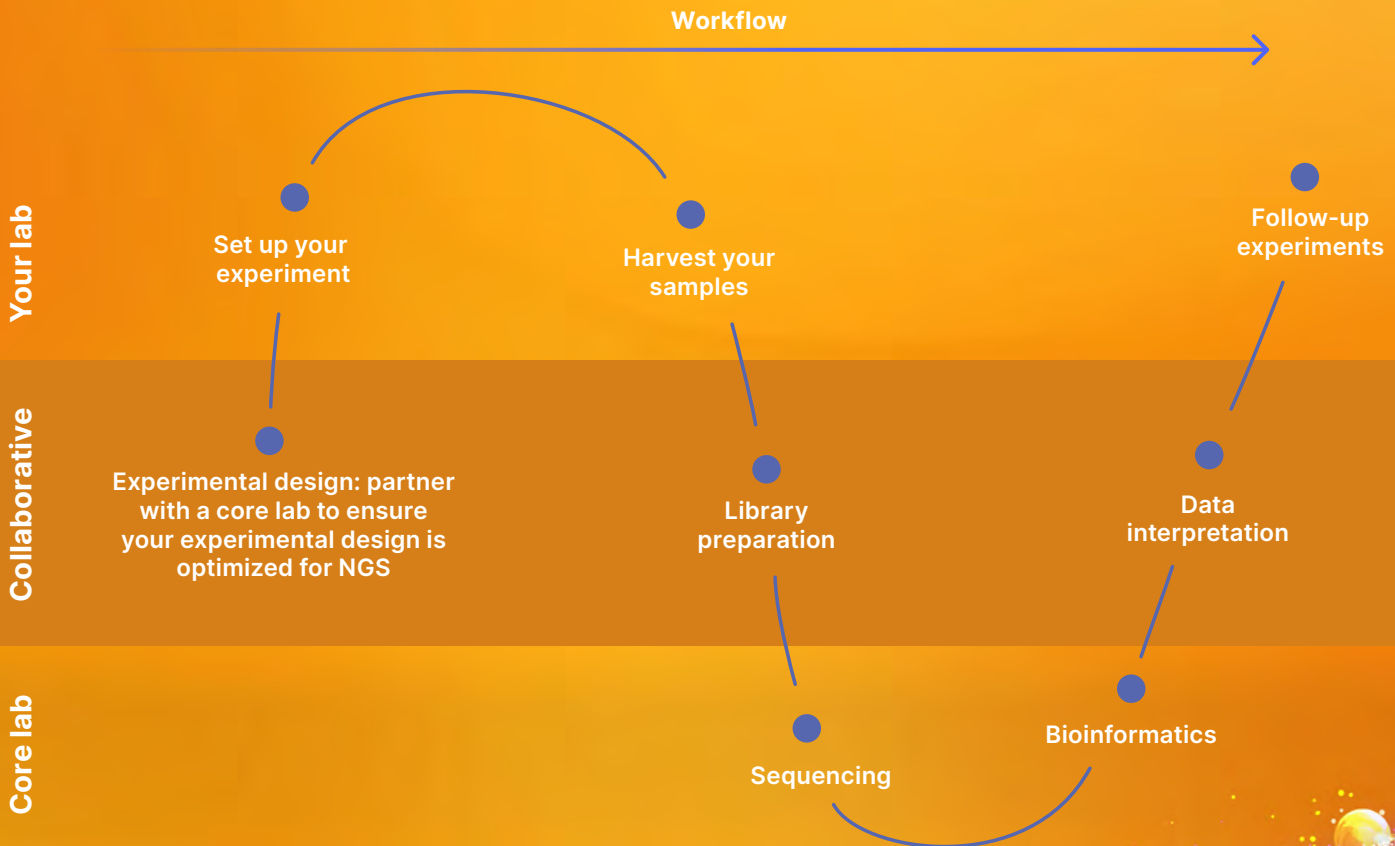 Workflow
Your lab
Set up your
experiment
Harvest your
samples
Follow-up
experiments
Collaborative
Experimental design: partner
with a core lab to ensure
your experimental design is
optimized for NGS
Library
preparation
Data
interpretation
Core lab
Sequencing
Bioinformatics